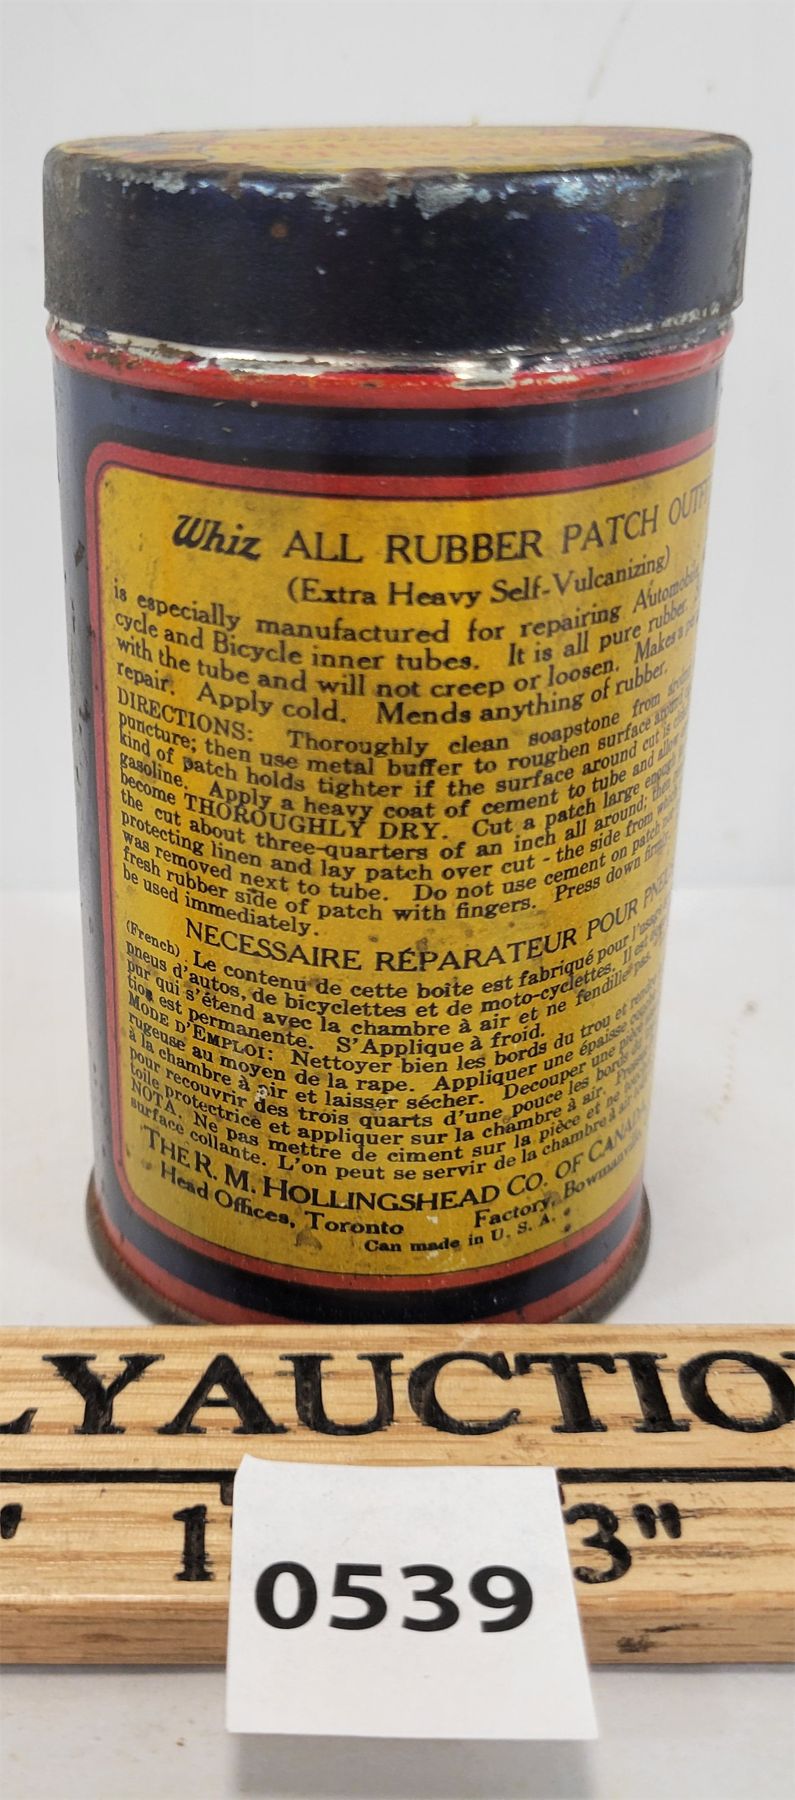 Whiz ALL RUBBER PATCH
(Extra Heavy Self-Vulcanizing)
is especially manufactured for repairing Automobile
cycle and Bicycle inner tubes. It is all pure rubber.
with the tube and will not creep or loosen. Makes a
repair. Apply cold. Mends anything of rubber.
DIRECTIONS: Thoroughly clean soapstone from
puncture; then use metal buffer to roughen surface around
kind of patch holds tighter if the surface around cut is
gasoline. Apply a heavy coat of cement to tube and allow
become THOROUGHLY DRY. Cut a patch large enough
the cut about three-quarters of an inch all around; then
protecting linen and lay patch over cut - the side from
was removed next to tube. Do not use cement on patch
fresh rubber side of patch with fingers. Press down firmly.
be used immediately.
NECESSAIRE RÉPARATEUR POUR
(French) Le contenu de cette boîte est fabriqué pour l'usage
pneus d'autos, de bicyclettes et de moto-cyclettes. Il est
pur qui s'étend avec la chambre à air et ne fendille pas.
tion est permanente. S'Applique à froid.
MODE D'EMPLOI: Nettoyer bien les bords du trou et
rugeuse au moyen de la rape. Appliquer une épaisse
à la chambre à air et laisser sécher. Decouper une pièce
pour recouvrir des trois quarts d'une pouce les bords
toile protectrice et appliquer sur la chambre à air.
NOTA. Ne pas mettre de ciment sur la pièce et ne
surface collante. L'on peut se servir de la chambre à air
THE R. M. HOLLINGSHEAD CO. OF CANADA
Head Offices, Toronto Factory, Bowmanville
Can made in U. S. A.
LYAUCTIO
" 1 3"
0539